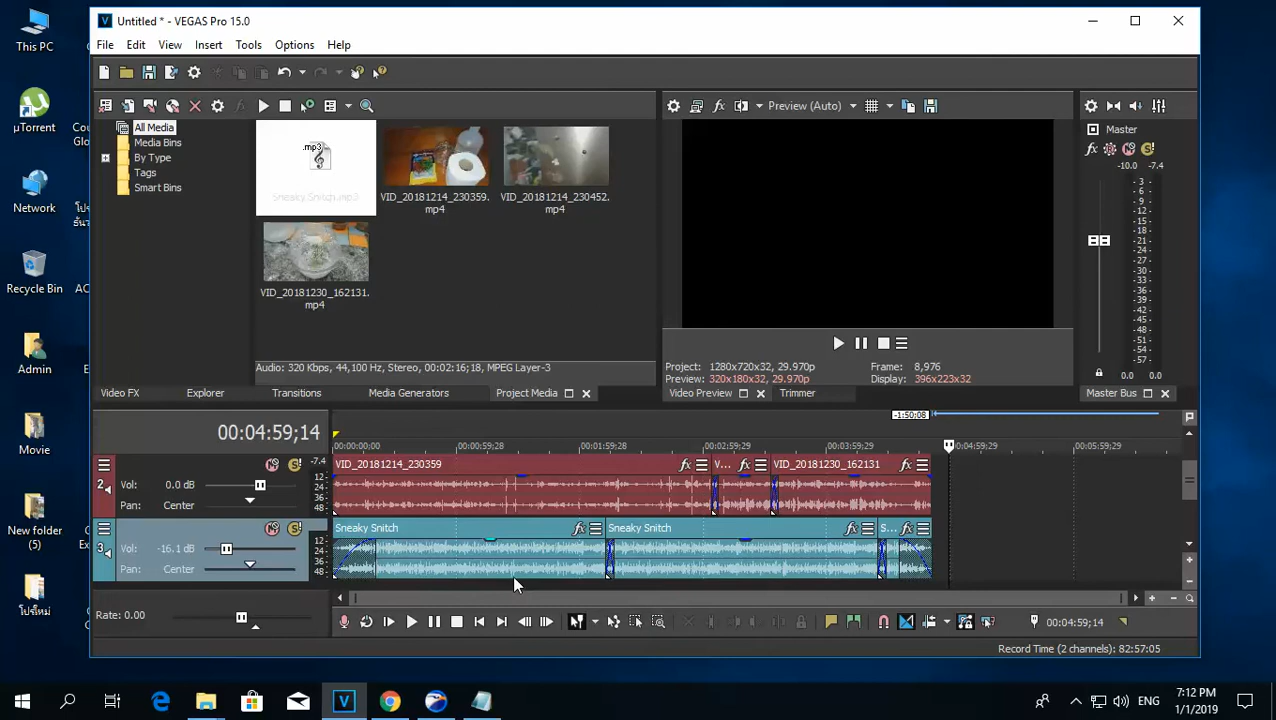 Untitled * - VEGAS Pro 15.0
File Edit View Insert Tools Options Help
This PC
µTorrent
Network
Recycle Bin
Admin
Movie
New folder
(5)
All Media
Media Bins
By Type
Tags
Smart Bins
.mp3
Sneaky Snitch.mp3
VID_20181214_230359.
mp4
VID_20181214_230452.
mp4
VID_20181230_162131.
mp4
Audio: 320 Kbps, 44,100 Hz, Stereo, 00:02:16;18, MPEG Layer-3
Video FX Explorer Transitions Media Generators Project Media
Preview (Auto)
Project: 1280x720x32, 29.970p
Preview: 320x180x32, 29.970p
Frame: 8,976
Display: 396x223x32
Video Preview Trimmer
Master
-10.0 -7.4
-3
-6
-9
-12
-15
-18
-21
-24
-27
-30
-33
-36
-39
-42
-45
-48
-51
-54
-57
0.0 0.0
Master Bus
-1:50:08
00:04:59;14
00:00:00;00 00:00:59;28 00:01:59;28 00:02:59;29 00:03:59;29 00:04:59;29 00:05:59;29
2
Vol: 0.0 dB
Pan: Center
-7.4
12
24
36
48
VID_20181214_230359 V... VID_20181230_162131
3
Vol: -16.1 dB
Pan: Center
12
24
36
48
Sneaky Snitch Sneaky Snitch S...
Rate: 0.00
00:04:59;14
Record Time (2 channels): 82:57:05
ENG
7:12 PM
1/1/2019